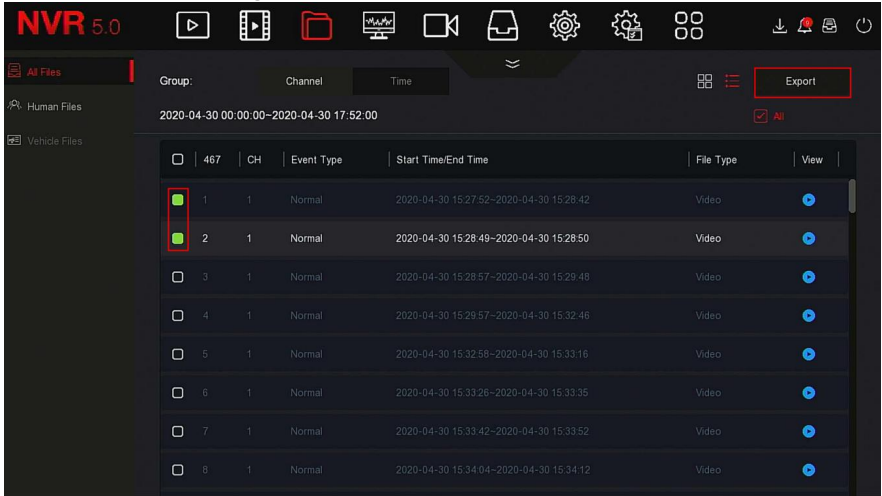 NVR 5.0
0
All Files
Human Files
Vehicle Files
Group: Channel Time Export
2020-04-30 00:00:00~2020-04-30 17:52:00 All
467 CH Event Type Start Time/End Time File Type View
1 1 Normal 2020-04-30 15:27:52~2020-04-30 15:28:42 Video
2 1 Normal 2020-04-30 15:28:49~2020-04-30 15:28:50 Video
3 1 Normal 2020-04-30 15:28:57~2020-04-30 15:29:48 Video
4 1 Normal 2020-04-30 15:29:57~2020-04-30 15:32:46 Video
5 1 Normal 2020-04-30 15:32:58~2020-04-30 15:33:16 Video
6 1 Normal 2020-04-30 15:33:26~2020-04-30 15:33:35 Video
7 1 Normal 2020-04-30 15:33:42~2020-04-30 15:33:52 Video
8 1 Normal 2020-04-30 15:34:04~2020-04-30 15:34:12 Video